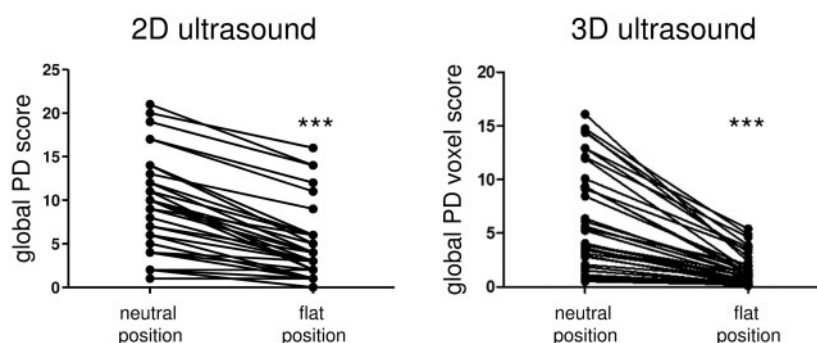 2D ultrasound
global PD score
25
20
15
10
5
0
***
neutral
position
flat
position
3D ultrasound
global PD voxel score
20
15
10
5
0
***
neutral
position
flat
position